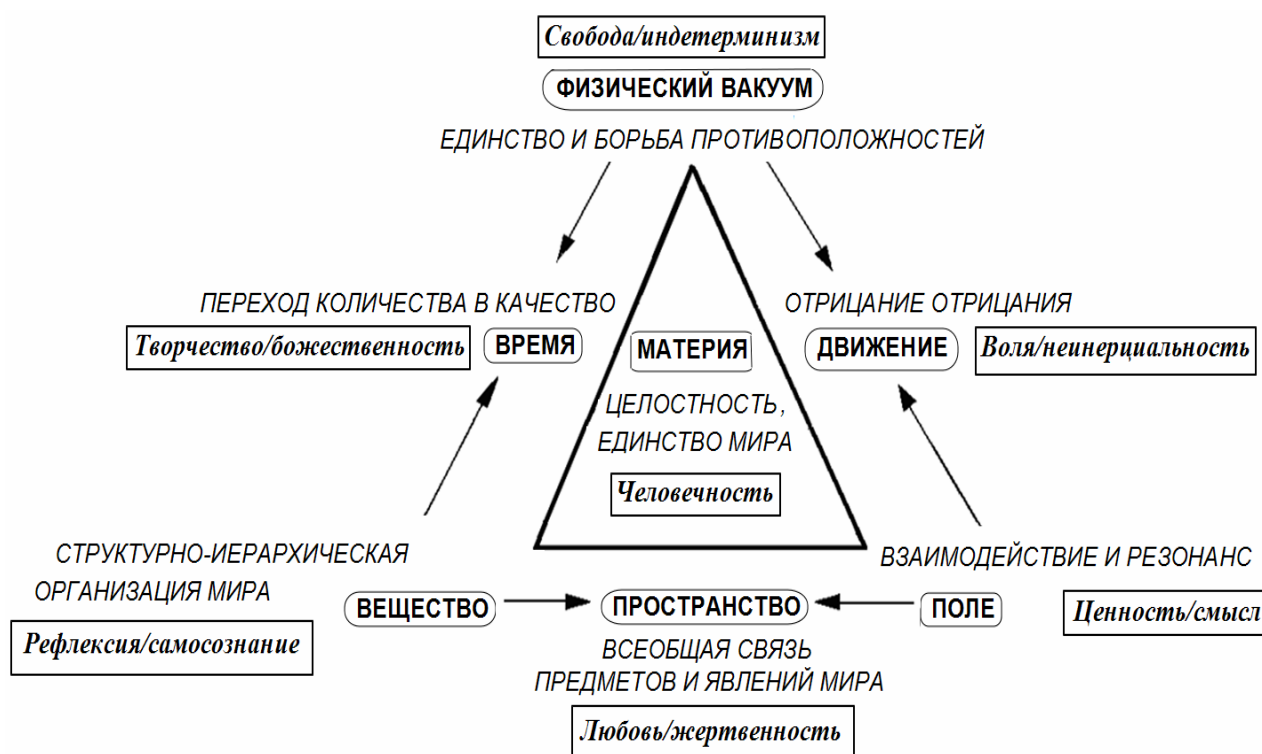 Свобода/индетерминизм
ФИЗИЧЕСКИЙ ВАКУУМ
ЕДИНСТВО И БОРЬБА ПРОТИВОПОЛОЖНОСТЕЙ
ПЕРЕХОД КОЛИЧЕСТВА В КАЧЕСТВО
ОТРИЦАНИЕ ОТРИЦАНИЯ
Творчество/божественность
ВРЕМЯ
МАТЕРИЯ
ДВИЖЕНИЕ
Воля/неинерциальность
ЦЕЛОСТНОСТЬ,
ЕДИНСТВО МИРА
Человечность
СТРУКТУРНО-ИЕРАРХИЧЕСКАЯ
ОРГАНИЗАЦИЯ МИРА
ВЗАИМОДЕЙСТВИЕ И РЕЗОНАНС
ВЕЩЕСТВО
ПРОСТРАНСТВО
ПОЛЕ
Ценность/смысл
Рефлексия/самосознание
ВСЕОБЩАЯ СВЯЗЬ
ПРЕДМЕТОВ И ЯВЛЕНИЙ МИРА
Любовь/жертвенность